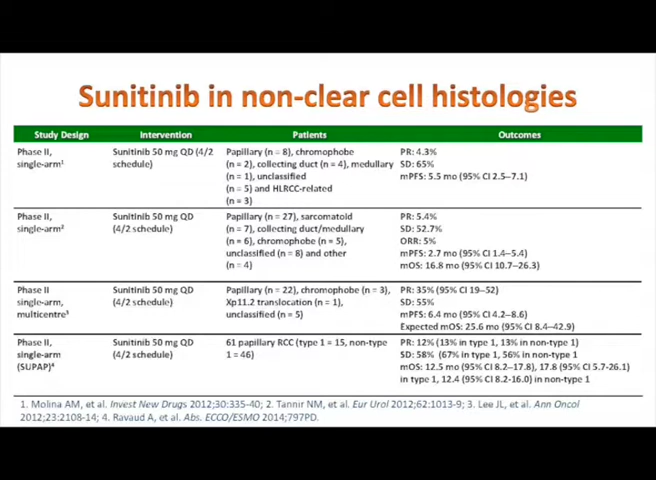 Sunitinib in non-clear cell histologies
Study Design Intervention Patients Outcomes
Phase II,
single-arm¹
Sunitinib 50 mg QD (4/2
schedule)
Papillary (n = 8), chromophobe
(n = 2), collecting duct (n = 4), medullary
(n = 1), unclassified
(n = 5) and HLRCC-related
(n = 3)
PR: 4.3%
SD: 65%
mPFS: 5.5 mo (95% CI 2.5–7.1)
Phase II,
single-arm²
Sunitinib 50 mg QD
(4/2 schedule)
Papillary (n = 27), sarcomatoid
(n = 7), collecting duct/medullary
(n = 6), chromophobe (n = 5),
unclassified (n = 8) and other
(n = 4)
PR: 5.4%
SD: 52.7%
ORR: 5%
mPFS: 2.7 mo (95% CI 1.4–5.4)
mOS: 16.8 mo (95% CI 10.7–26.3)
Phase II
single-arm,
multicentre³
Sunitinib 50 mg QD
(4/2 schedule)
Papillary (n = 22), chromophobe (n = 3),
Xp11.2 translocation (n = 1),
unclassified (n = 5)
PR: 35% (95% CI 19–52)
SD: 55%
mPFS: 6.4 mo (95% CI 4.2–8.6)
Expected mOS: 25.6 mo (95% CI 8.4–42.9)
Phase II,
single-arm
(SUPAP)⁴
Sunitinib 50 mg QD
(4/2 schedule)
61 papillary RCC (type 1 = 15, non-type
1 = 46)
PR: 12% (13% in type 1, 13% in non-type 1)
SD: 58% (67% in type 1, 56% in non-type 1
mOS: 12.5 mo (95% CI 8.2–17.8), 17.8 (95% CI 5.7-26.1)
in type 1, 12.4 (95% CI 8.2-16.0) in non-type 1
1. Molina AM, et al. Invest New Drugs 2012;30:335-40; 2. Tannir NM, et al. Eur Urol 2012;62:1013-9; 3. Lee JL, et al. Ann Oncol
2012;23:2108-14; 4. Ravaud A, et al. Abs. ECCO/ESMO 2014;797PD.